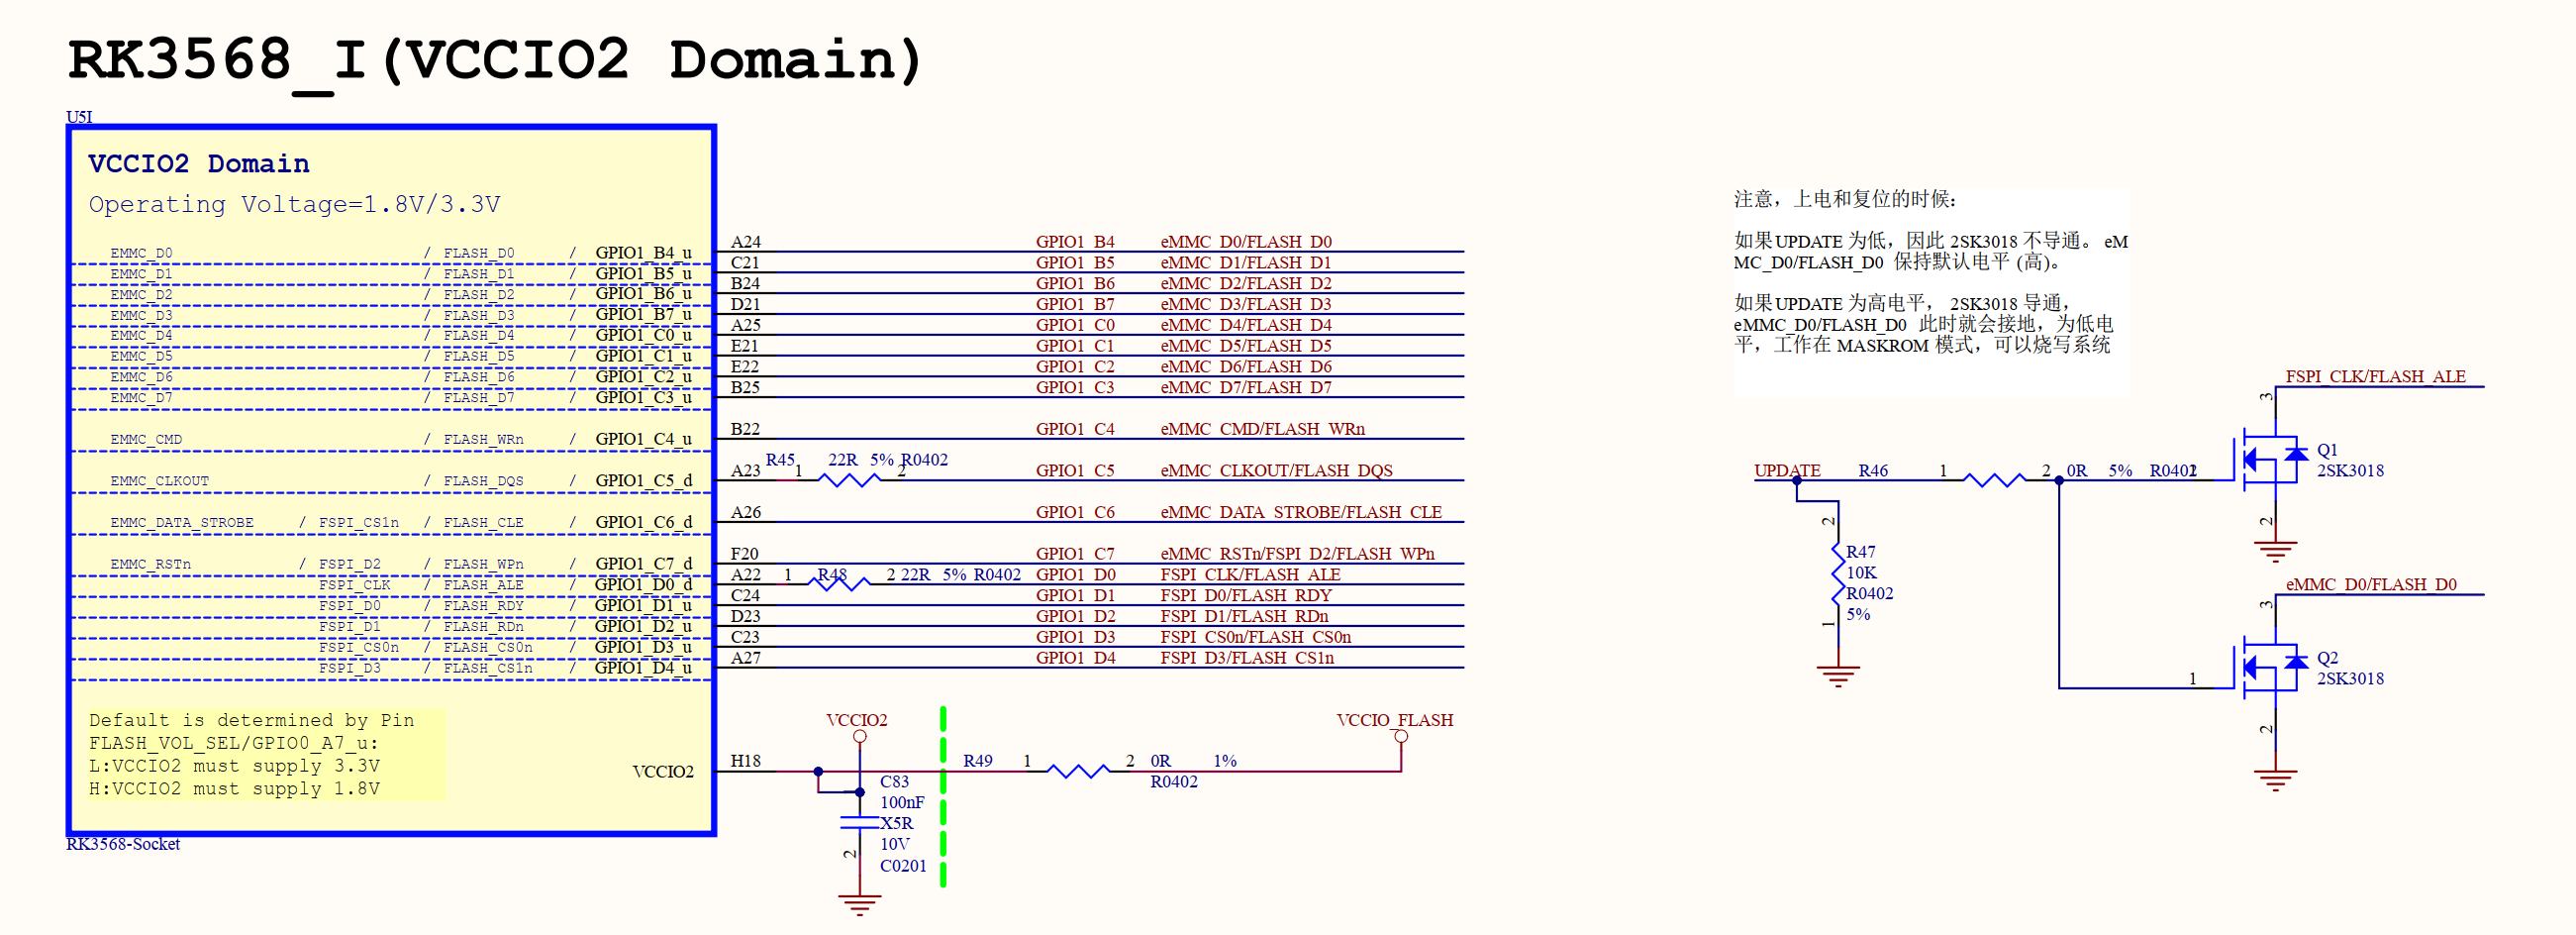 RK3568_I(VCCIO2 Domain)
U5I
VCCIO2 Domain
Operating Voltage=1.8V/3.3V
EMMC_D0 / FLASH_D0 / GPIO1_B4_u A24 GPIO1_B4 eMMC_D0/FLASH_D0
EMMC_D1 / FLASH_D1 / GPIO1_B5_u C21 GPIO1_B5 eMMC_D1/FLASH_D1
EMMC_D2 / FLASH_D2 / GPIO1_B6_u B24 GPIO1_B6 eMMC_D2/FLASH_D2
EMMC_D3 / FLASH_D3 / GPIO1_B7_u D21 GPIO1_B7 eMMC_D3/FLASH_D3
EMMC_D4 / FLASH_D4 / GPIO1_C0_u A25 GPIO1_C0 eMMC_D4/FLASH_D4
EMMC_D5 / FLASH_D5 / GPIO1_C1_u E21 GPIO1_C1 eMMC_D5/FLASH_D5
EMMC_D6 / FLASH_D6 / GPIO1_C2_u E22 GPIO1_C2 eMMC_D6/FLASH_D6
EMMC_D7 / FLASH_D7 / GPIO1_C3_u B25 GPIO1_C3 eMMC_D7/FLASH_D7
EMMC_CMD / FLASH_WRn / GPIO1_C4_u B22 GPIO1_C4 eMMC_CMD/FLASH_WRn
R45 22R 5% R0402
EMMC_CLKOUT / FLASH_DQS / GPIO1_C5_d A23 1 2 GPIO1_C5 eMMC_CLKOUT/FLASH_DQS
EMMC_DATA_STROBE / FSPI_CS1n / FLASH_CLE / GPIO1_C6_d A26 GPIO1_C6 eMMC_DATA_STROBE/FLASH_CLE
EMMC_RSTn / FSPI_D2 / FLASH_WPn / GPIO1_C7_d F20 GPIO1_C7 eMMC_RSTn/FSPI_D2/FLASH_WPn
FSPI_CLK / FLASH_ALE / GPIO1_D0_d A22 1 R48 2 22R 5% R0402 GPIO1_D0 FSPI_CLK/FLASH_ALE
FSPI_D0 / FLASH_RDY / GPIO1_D1_u C24 GPIO1_D1 FSPI_D0/FLASH_RDY
FSPI_D1 / FLASH_RDn / GPIO1_D2_u D23 GPIO1_D2 FSPI_D1/FLASH_RDn
FSPI_CS0n / FLASH_CS0n / GPIO1_D3_u C23 GPIO1_D3 FSPI_CS0n/FLASH_CS0n
FSPI_D3 / FLASH_CS1n / GPIO1_D4_u A27 GPIO1_D4 FSPI_D3/FLASH_CS1n
Default is determined by Pin
FLASH_VOL_SEL/GPIO0_A7_u:
L:VCCIO2 must supply 3.3V
H:VCCIO2 must supply 1.8V
VCCIO2 H18
RK3568-Socket
VCCIO2
VCCIO_FLASH
R49 1 2 0R 1%
R0402
C83
100nF
X5R
10V
C0201
2
注意，上电和复位的时候：
如果UPDATE 为低，因此 2SK3018 不导通。 eM
MC_D0/FLASH_D0 保持默认电平 (高)。
如果UPDATE 为高电平， 2SK3018 导通，
eMMC_D0/FLASH_D0 此时就会接地，为低电
平，工作在 MASKROM 模式，可以烧写系统
FSPI_CLK/FLASH_ALE
3
Q1
2SK3018
UPDATE R46 1 2 0R 5% R0402 1
2
2
R47
10K
R0402
5%
1
eMMC_D0/FLASH_D0
3
Q2
2SK3018
1
2